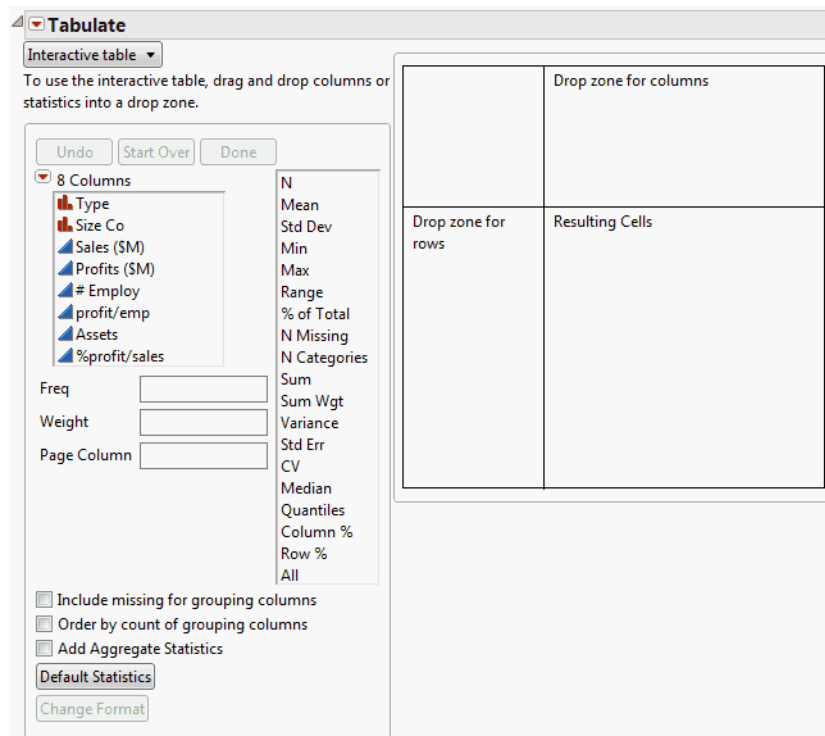 Tabulate
Interactive table
To use the interactive table, drag and drop columns or
statistics into a drop zone.
Undo Start Over Done
8 Columns
Type
Size Co
Sales ($M)
Profits ($M)
# Employ
profit/emp
Assets
%profit/sales
Freq
Weight
Page Column
N
Mean
Std Dev
Min
Max
Range
% of Total
N Missing
N Categories
Sum
Sum Wgt
Variance
Std Err
CV
Median
Quantiles
Column %
Row %
All
Include missing for grouping columns
Order by count of grouping columns
Add Aggregate Statistics
Default Statistics
Change Format
Drop zone for columns
Drop zone for
rows
Resulting Cells